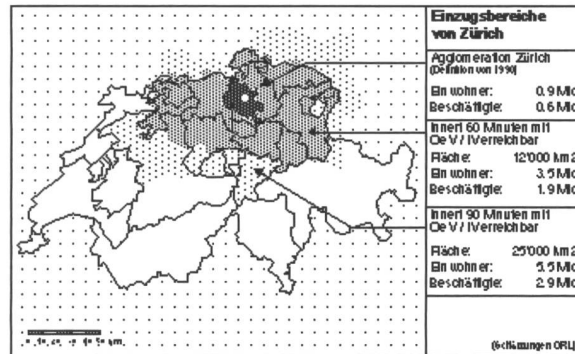 Einzugsbereiche
von Zürich
Agglomeration Zürich
(Definition von 1990)
Einwohner: 0.9 Mio
Beschäftigte: 0.6 Mio
Innert 60 Minuten mit
OeV / IV erreichbar
Fläche: 12'000 km2
Einwohner: 3.5 Mio
Beschäftigte: 1.9 Mio
Innert 90 Minuten mit
OeV / IV erreichbar
Fläche: 25'000 km2
Einwohner: 5.5 Mio
Beschäftigte: 2.9 Mio
(Schätzungen ORL)